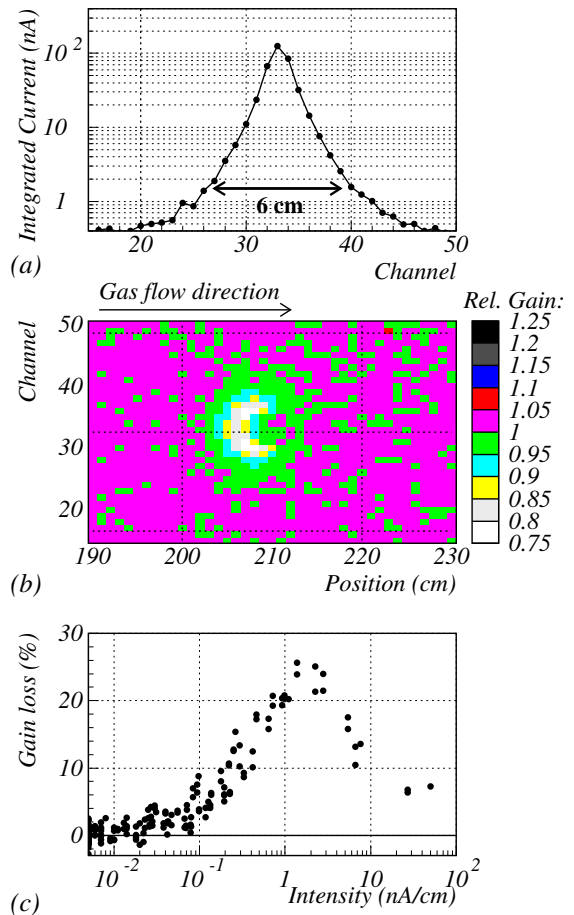 Integrated Current (nA)
10 2
10
1
6 cm
20 30 40 50
(a) Channel
Gas flow direction
Rel. Gain:
Channel
50
40
30
20
1.25
1.2
1.15
1.1
1.05
1
0.95
0.9
0.85
0.8
0.75
190 200 210 220 230
(b) Position (cm)
Gain loss (%)
30
20
10
0
10 -2 10 -1 1 10 10 2
(c) Intensity (nA/cm)